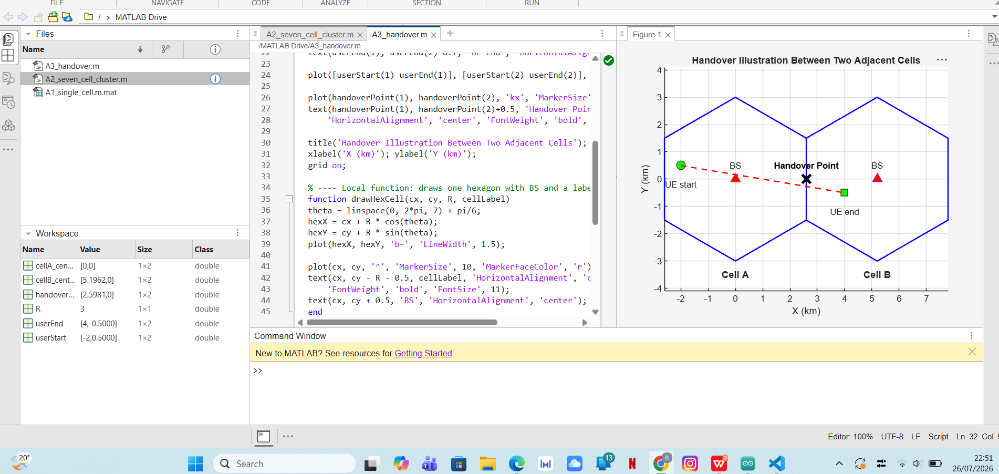 FILE NAVIGATE CODE ANALYZE SECTION RUN
/ › MATLAB Drive
Files
Name
A3_handover.m
A2_seven_cell_cluster.m
A1_single_cell.m.mat
Workspace
Name Value Size Class
cellA_cen... [0,0] 1×2 double
cellB_cent... [5.1962,0] 1×2 double
handover... [2.5981,0] 1×2 double
R 3 1×1 double
userEnd [4,-0.5000] 1×2 double
userStart [-2,0.5000] 1×2 double
A2_seven_cell_cluster.m A3_handover.m
/MATLAB Drive/A3_handover.m
22 text(userEnd(1), userEnd(2)-0.7, 'UE end', 'HorizontalAlign
23
24 plot([userStart(1) userEnd(1)], [userStart(2) userEnd(2)],
25
26 plot(handoverPoint(1), handoverPoint(2), 'kx', 'MarkerSize'
27 text(handoverPoint(1), handoverPoint(2)+0.5, 'Handover Poin
28 'HorizontalAlignment', 'center', 'FontWeight', 'bold',
29
30 title('Handover Illustration Between Two Adjacent Cells');
31 xlabel('X (km)'); ylabel('Y (km)');
32 grid on;
33
34 % ---- Local function: draws one hexagon with BS and a labe
35 function drawHexCell(cx, cy, R, cellLabel)
36 theta = linspace(0, 2*pi, 7) + pi/6;
37 hexX = cx + R * cos(theta);
38 hexY = cy + R * sin(theta);
39 plot(hexX, hexY, 'b-', 'LineWidth', 1.5);
40
41 plot(cx, cy, '^', 'MarkerSize', 10, 'MarkerFaceColor', 'r')
42 text(cx, cy - R - 0.5, cellLabel, 'HorizontalAlignment', 'c
43 'FontWeight', 'bold', 'FontSize', 11);
44 text(cx, cy + 0.5, 'BS', 'HorizontalAlignment', 'center');
45 end
Figure 1
Handover Illustration Between Two Adjacent Cells
4
3
2
1
0
-1
-2
-3
-4
Y (km)
BS Handover Point BS
UE start
UE end
Cell A Cell B
-2 -1 0 1 2 3 4 5 6 7
X (km)
Command Window
New to MATLAB? See resources for Getting Started.
>>
Editor: 100% UTF-8 LF Script Ln 32 Col
20°
Search
13
R
22:51
26/07/2026